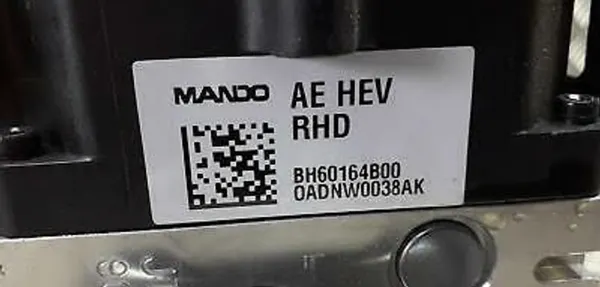 MANDO AE HEV
RHD
BH60164B00
OADNW0038AK